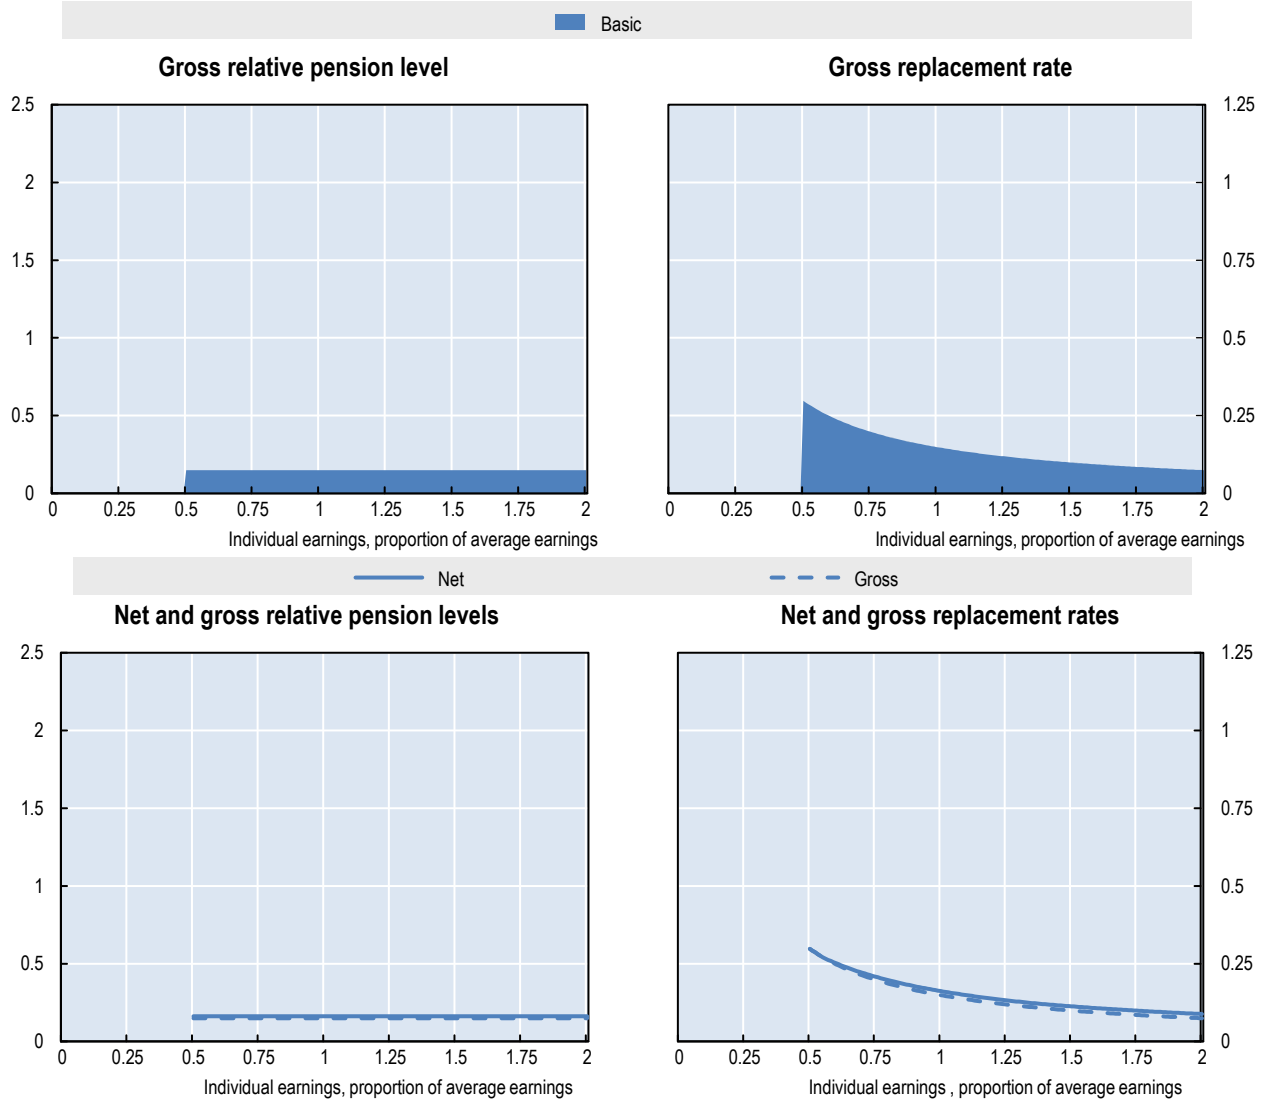 Basic
Gross relative pension level
Gross replacement rate
2.5
2
1.5
1
0.5
0
0 0.25 0.5 0.75 1 1.25 1.5 1.75 2
Individual earnings, proportion of average earnings
1.25
1
0.75
0.5
0.25
0
0 0.25 0.5 0.75 1 1.25 1.5 1.75 2
Individual earnings, proportion of average earnings
Net
Gross
Net and gross relative pension levels
Net and gross replacement rates
2.5
2
1.5
1
0.5
0
0 0.25 0.5 0.75 1 1.25 1.5 1.75 2
Individual earnings, proportion of average earnings
1.25
1
0.75
0.5
0.25
0
0 0.25 0.5 0.75 1 1.25 1.5 1.75 2
Individual earnings , proportion of average earnings